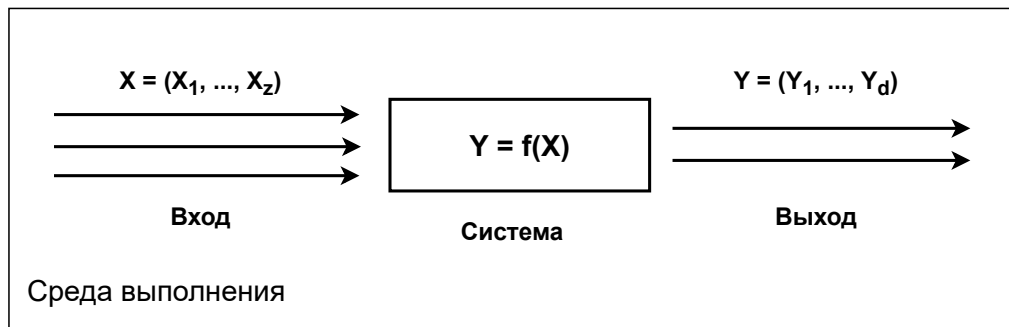 X = (X1, ..., Xz)
Y = (Y1, ..., Yd)
Y = f(X)
Вход
Система
Выход
Среда выполнения